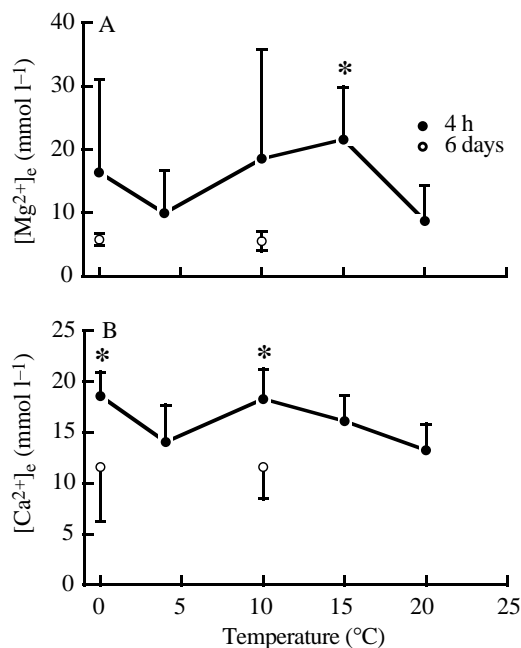 A
40
30
20
10
0
[Mg²⁺]ₑ (mmol l⁻¹)
*
4 h
6 days
B
25
20
15
10
5
0
[Ca²⁺]ₑ (mmol l⁻¹)
*
*
0 5 10 15 20 25
Temperature (°C)